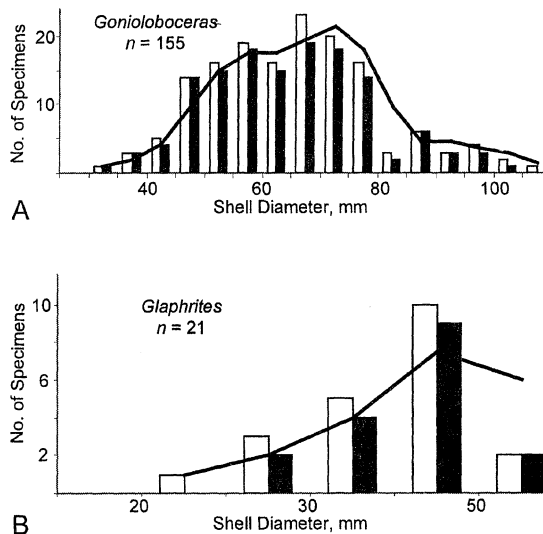 Gonioloboceras
n = 155
No. of Specimens
20
10
40
60
80
100
Shell Diameter, mm
A
Glaphrites
n = 21
No. of Specimens
10
6
2
20
30
50
Shell Diameter, mm
B